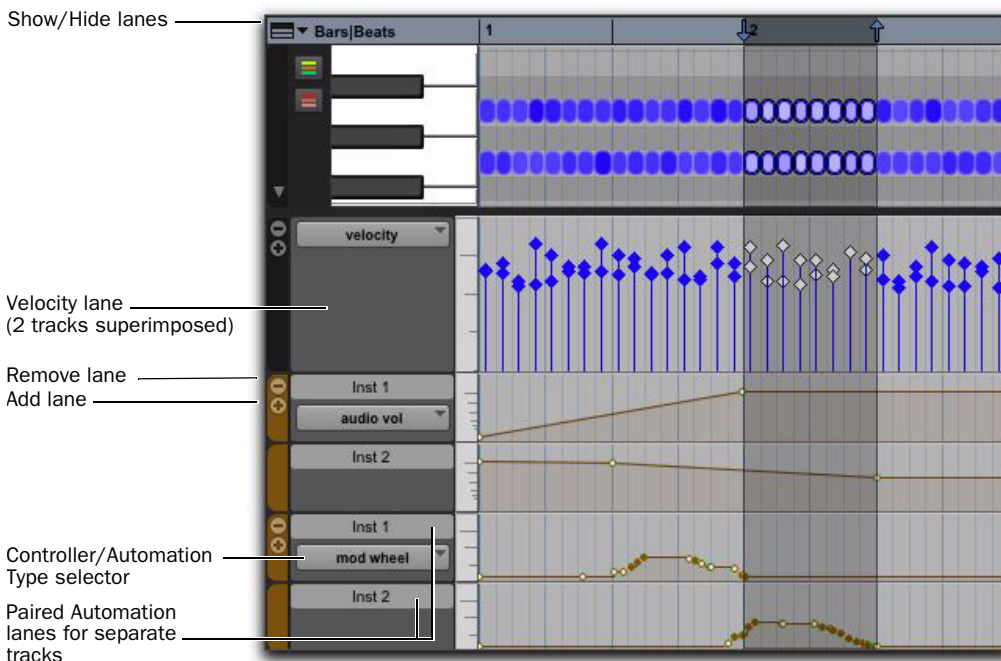 Show/Hide lanes
Bars|Beats
1
2
velocity
Velocity lane
(2 tracks superimposed)
Remove lane
Add lane
Inst 1
audio vol
Inst 2
Inst 1
Controller/Automation
Type selector
mod wheel
Inst 2
Paired Automation
lanes for separate
tracks